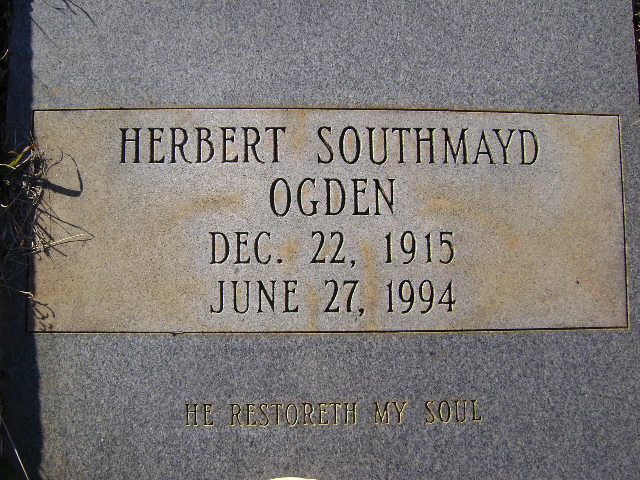 HERBERT SOUTHMAYD
OGDEN
DEC. 22, 1915
JUNE 27, 1994
HE RESTORETH MY SOUL